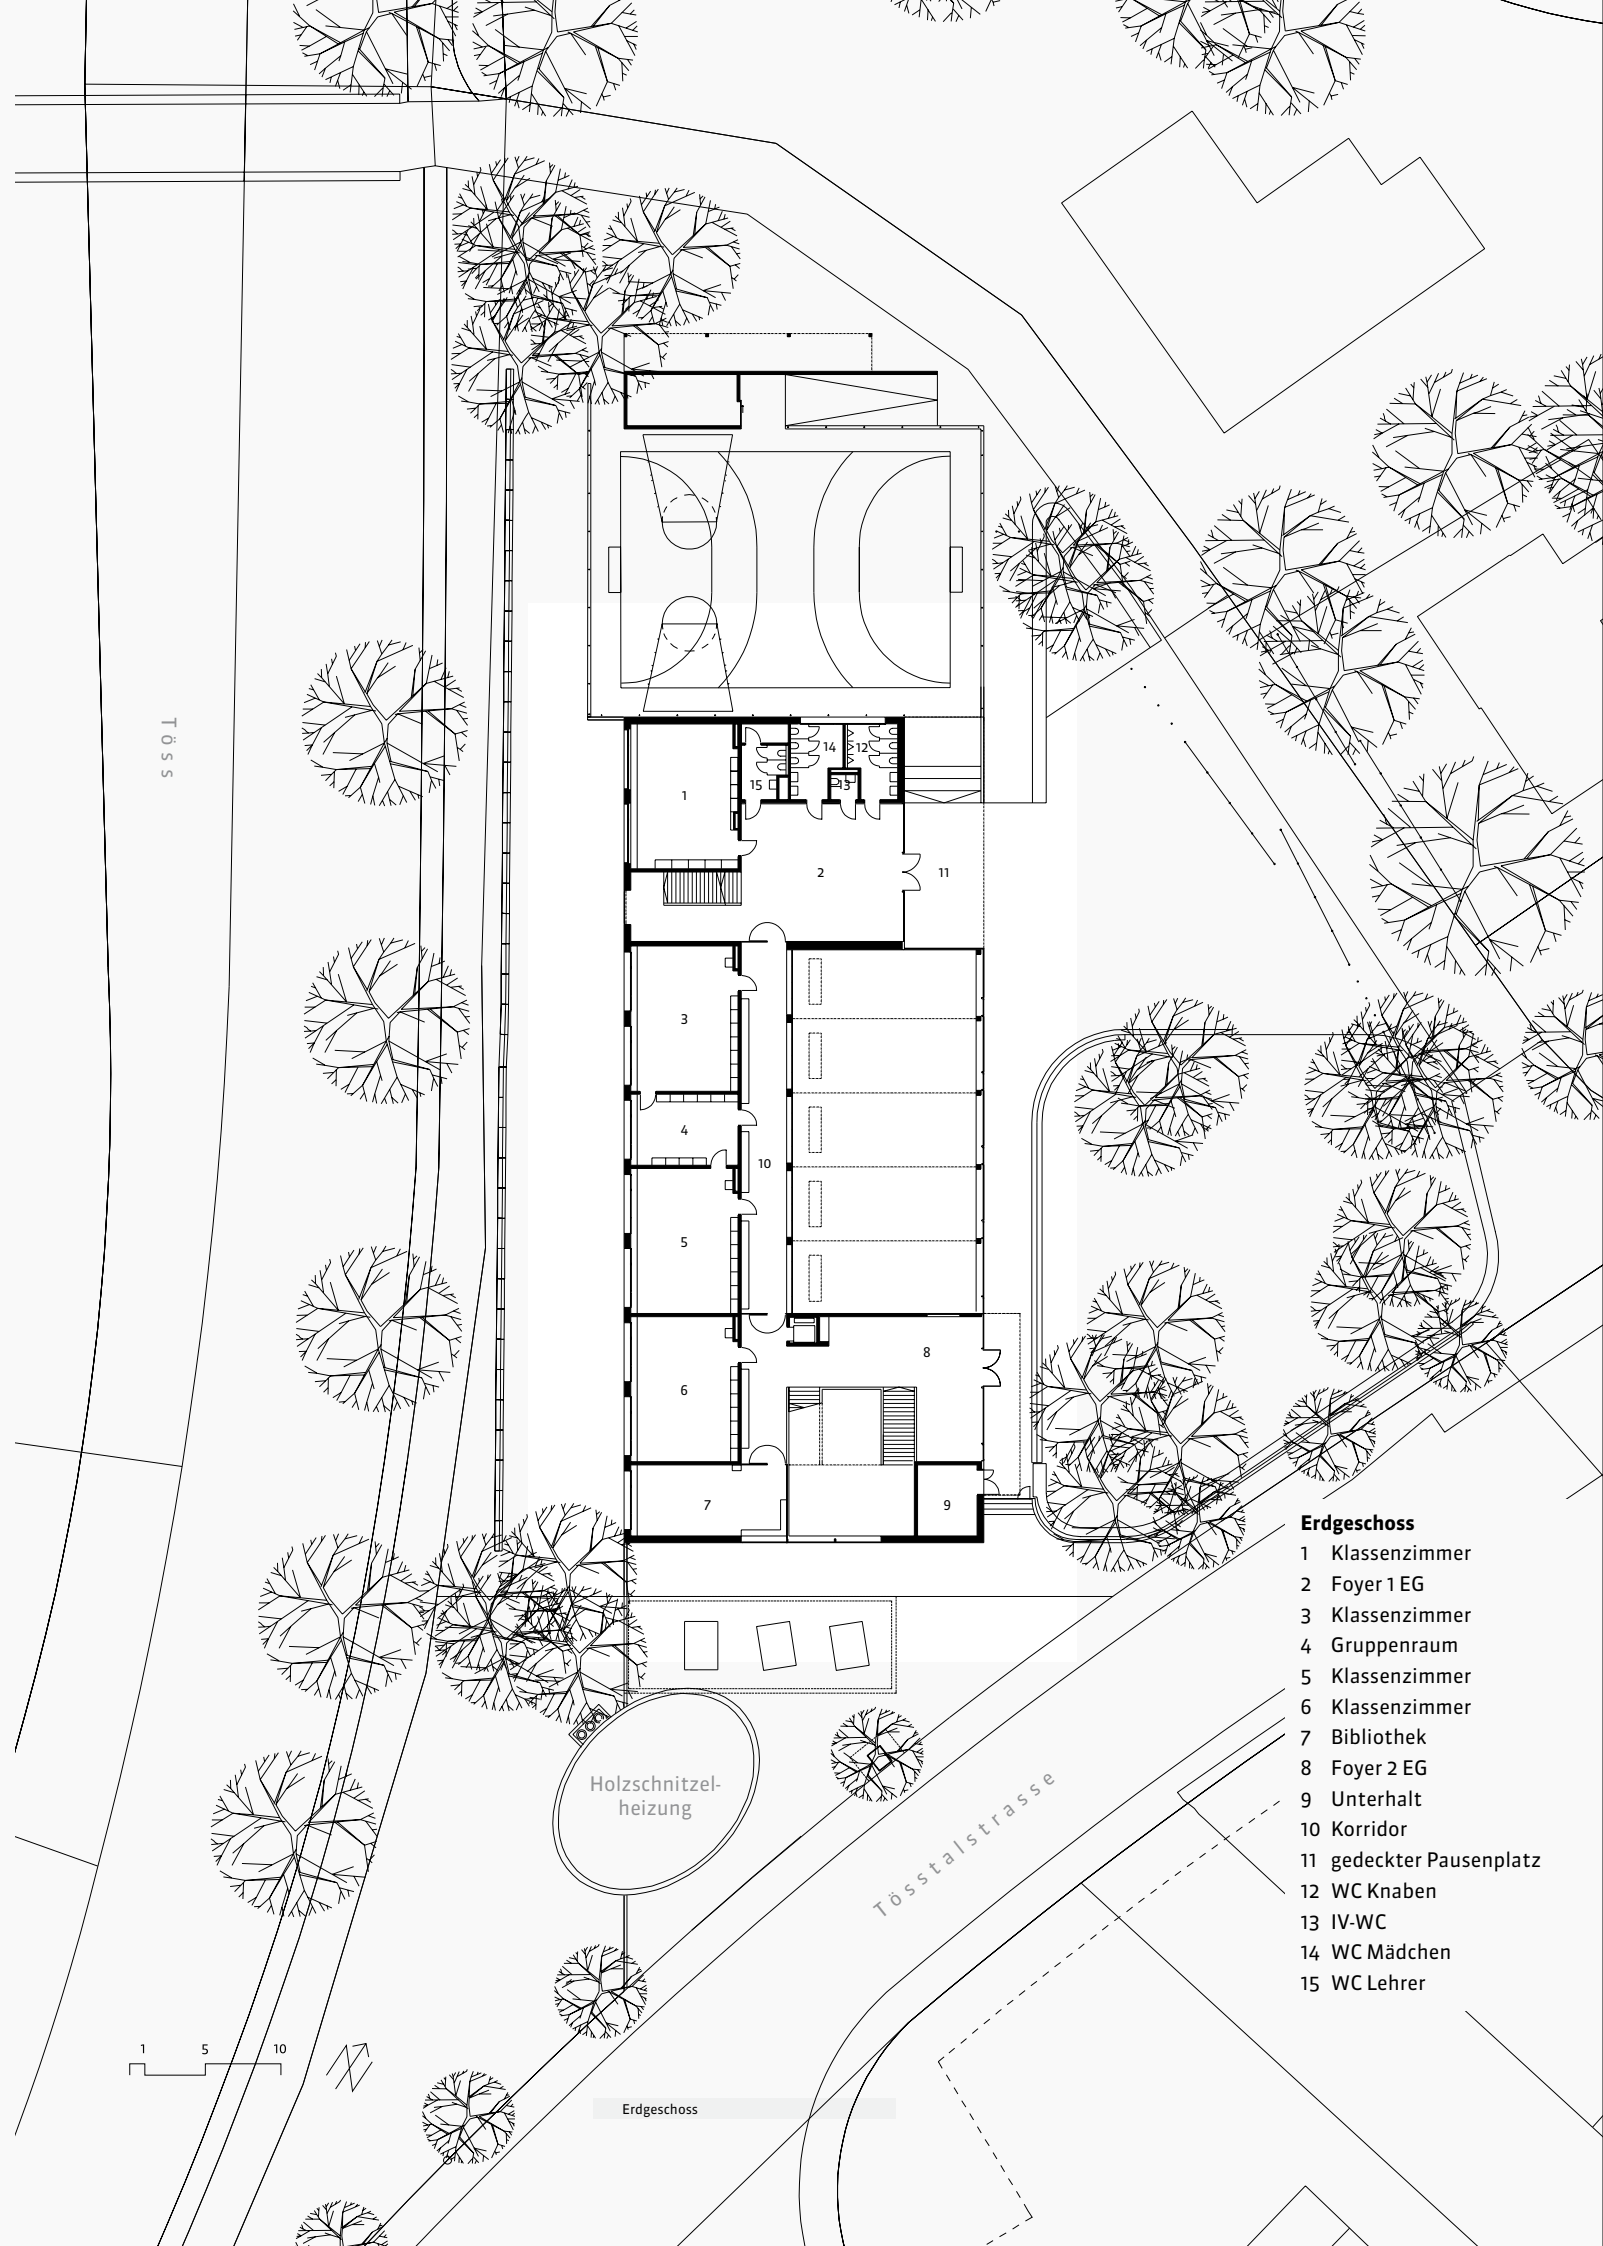 Töss
14
12
15
13
1
2
11
3
4
10
5
8
6
7
9
Erdgeschoss
1 Klassenzimmer
2 Foyer 1 EG
3 Klassenzimmer
4 Gruppenraum
5 Klassenzimmer
6 Klassenzimmer
7 Bibliothek
8 Foyer 2 EG
9 Unterhalt
10 Korridor
11 gedeckter Pausenplatz
12 WC Knaben
13 IV-WC
14 WC Mädchen
15 WC Lehrer
Holzschnitzel-
heizung
Tösstalstrasse
1 5 10
Erdgeschoss